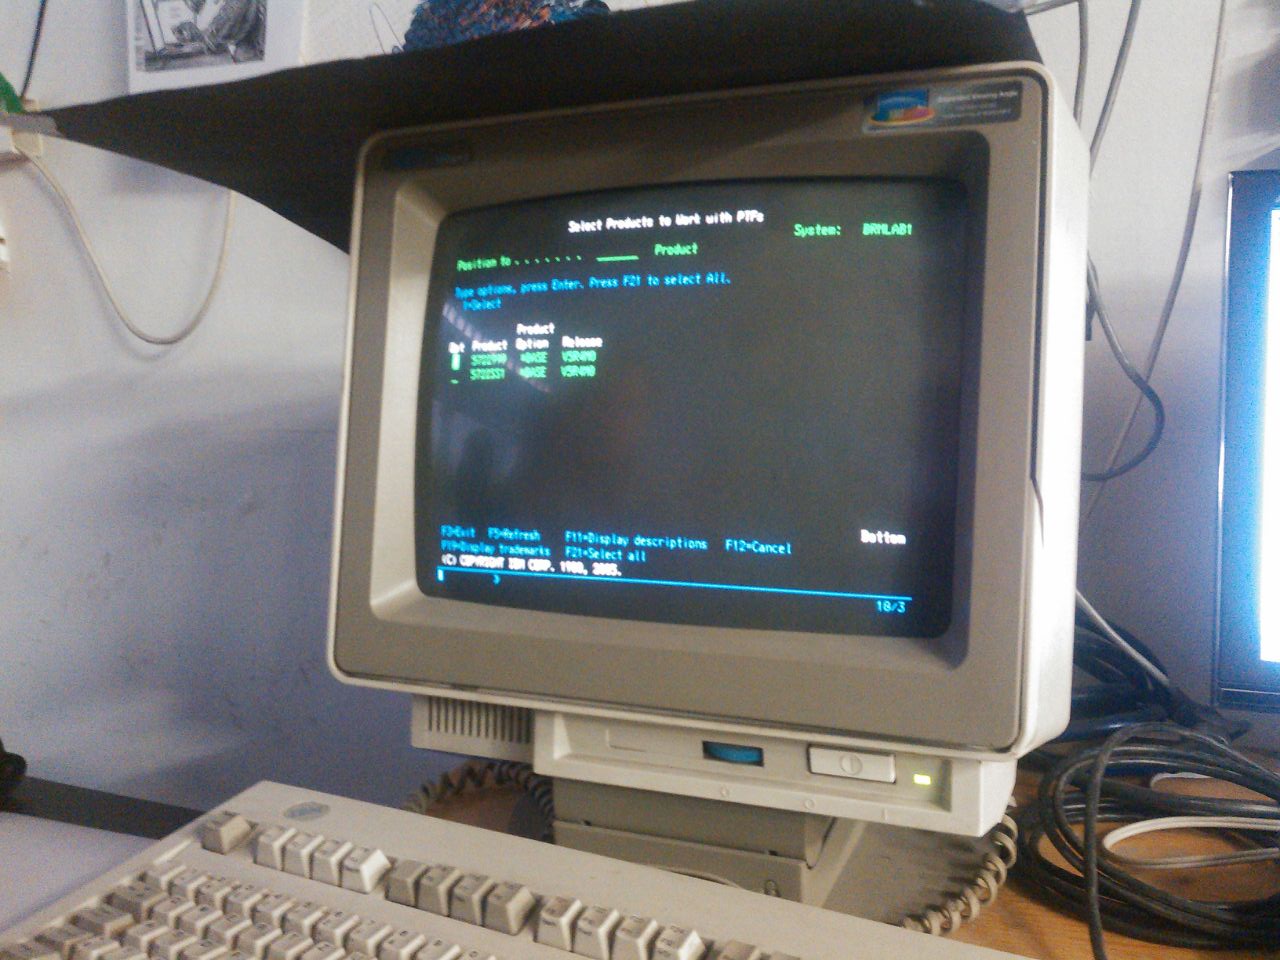 Select Products to Work with PTFs
System: BRMLAB1
Position to . . . . . . . _____ Product
Type options, press Enter. Press F21 to select All.
1=Select
Product
Opt Product Option Release
*BASE V5R4M0
_ *BASE V5R4M0
Bottom
F3=Exit F5=Refresh F11=Display descriptions F12=Cancel
F19=Display trademarks F21=Select all
(C) COPYRIGHT IBM CORP. 1980, 2005.
18/3